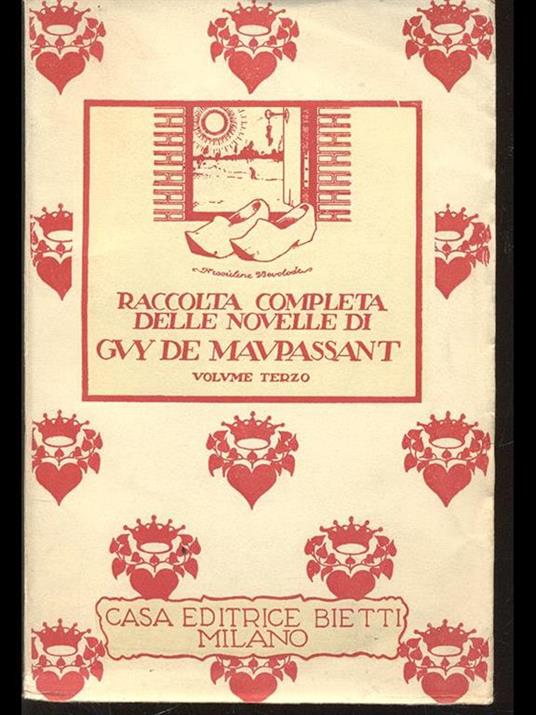 RACCOLTA COMPLETA
DELLE NOVELLE DI
GVY DE MAVPASSANT
VOLVME TERZO
CASA EDITRICE BIETTI
MILANO